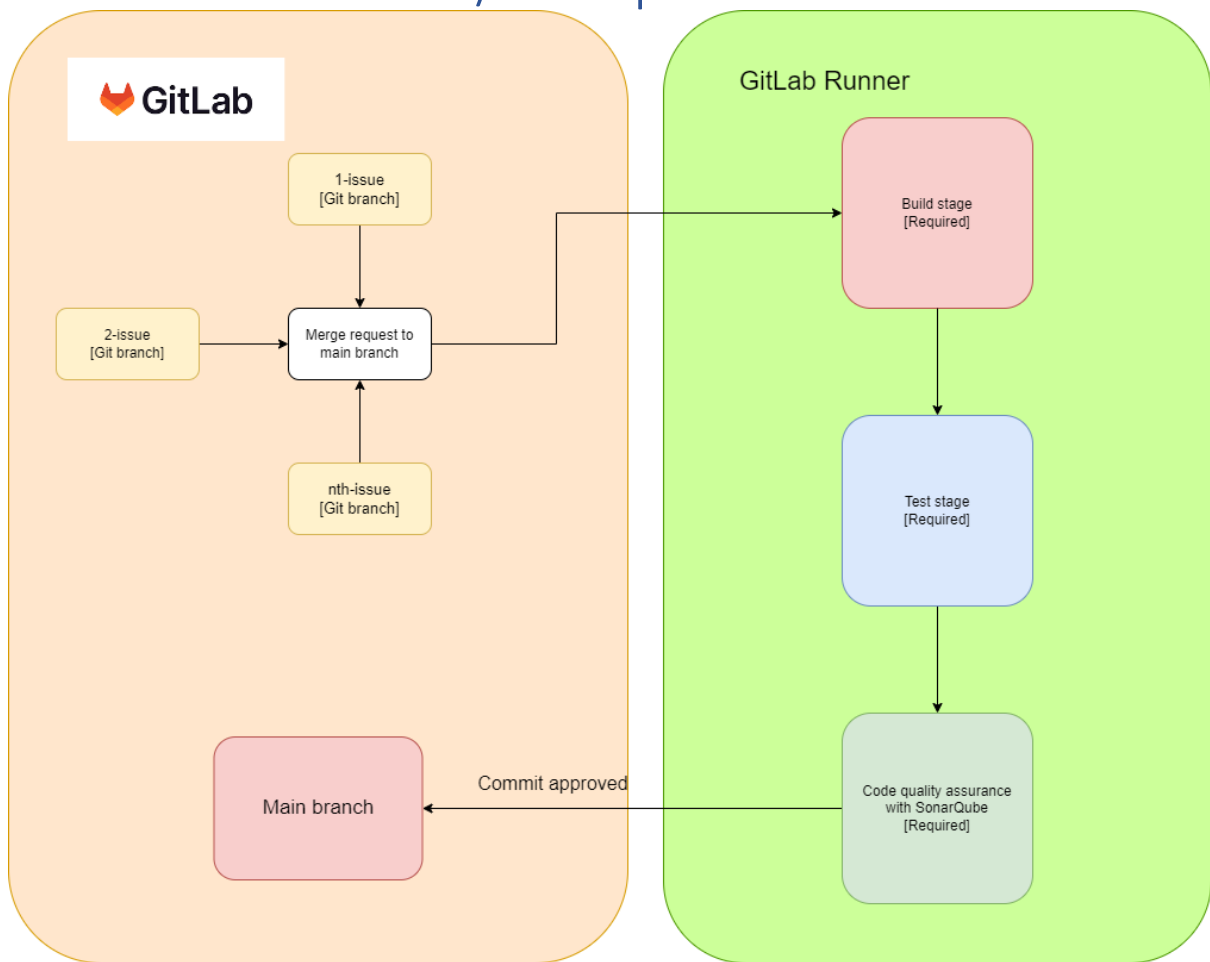 GitLab
GitLab Runner
1-issue
[Git branch]
Build stage
[Required]
2-issue
[Git branch]
Merge request to
main branch
nth-issue
[Git branch]
Test stage
[Required]
Main branch
Commit approved
Code quality assurance
with SonarQube
[Required]